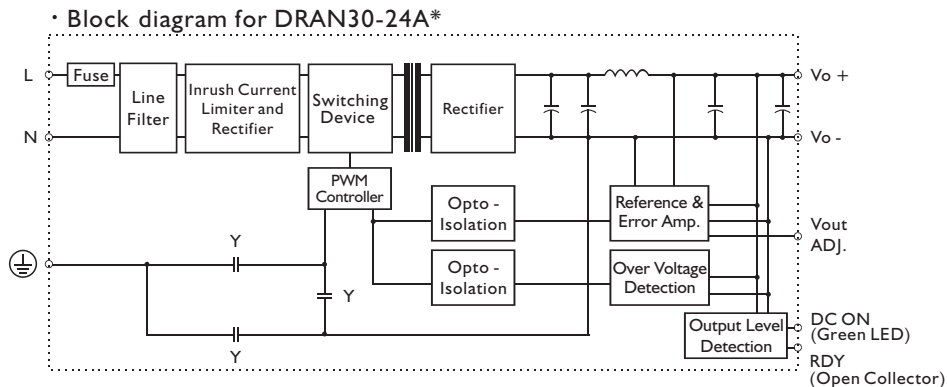 · Block diagram for DRAN30-24A*
L
Fuse
Line
Filter
Inrush Current
Limiter and
Rectifier
Switching
Device
Rectifier
Vo +
N
Vo -
PWM
Controller
Opto -
Isolation
Reference &
Error Amp.
Vout
ADJ.
Y
Y
Y
Opto -
Isolation
Over Voltage
Detection
Output Level
Detection
DC ON
(Green LED)
RDY
(Open Collector)